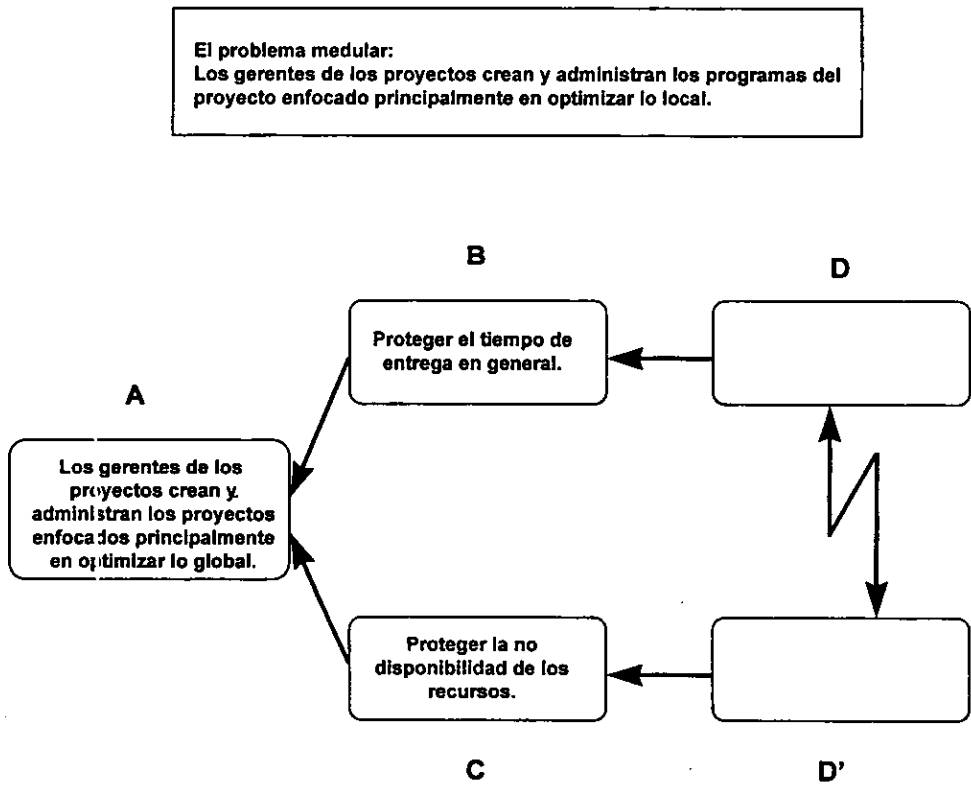 El problema medular:
Los gerentes de los proyectos crean y administran los programas del
proyecto enfocado principalmente en optimizar lo local.
B
D
Proteger el tiempo de
entrega en general.
A
Los gerentes de los
proyectos crean y
administran los proyectos
enfocados principalmente
en optimizar lo global.
Proteger la no
disponibilidad de los
recursos.
C
D'